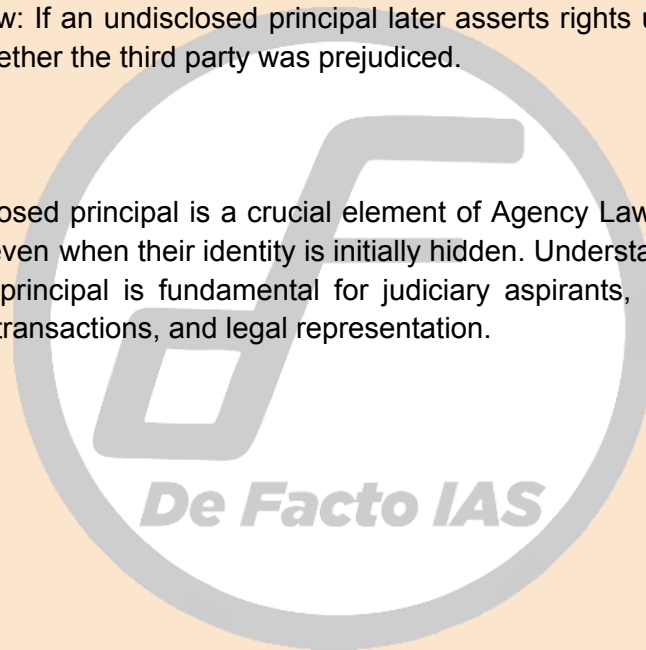 w: If an undisclosed principal later asserts rights
ether the third party was prejudiced.
osed principal is a crucial element of Agency Law
even when their identity is initially hidden.
principal is fundamental for judiciary aspirants,
transactions, and legal representation.
De Facto IAS